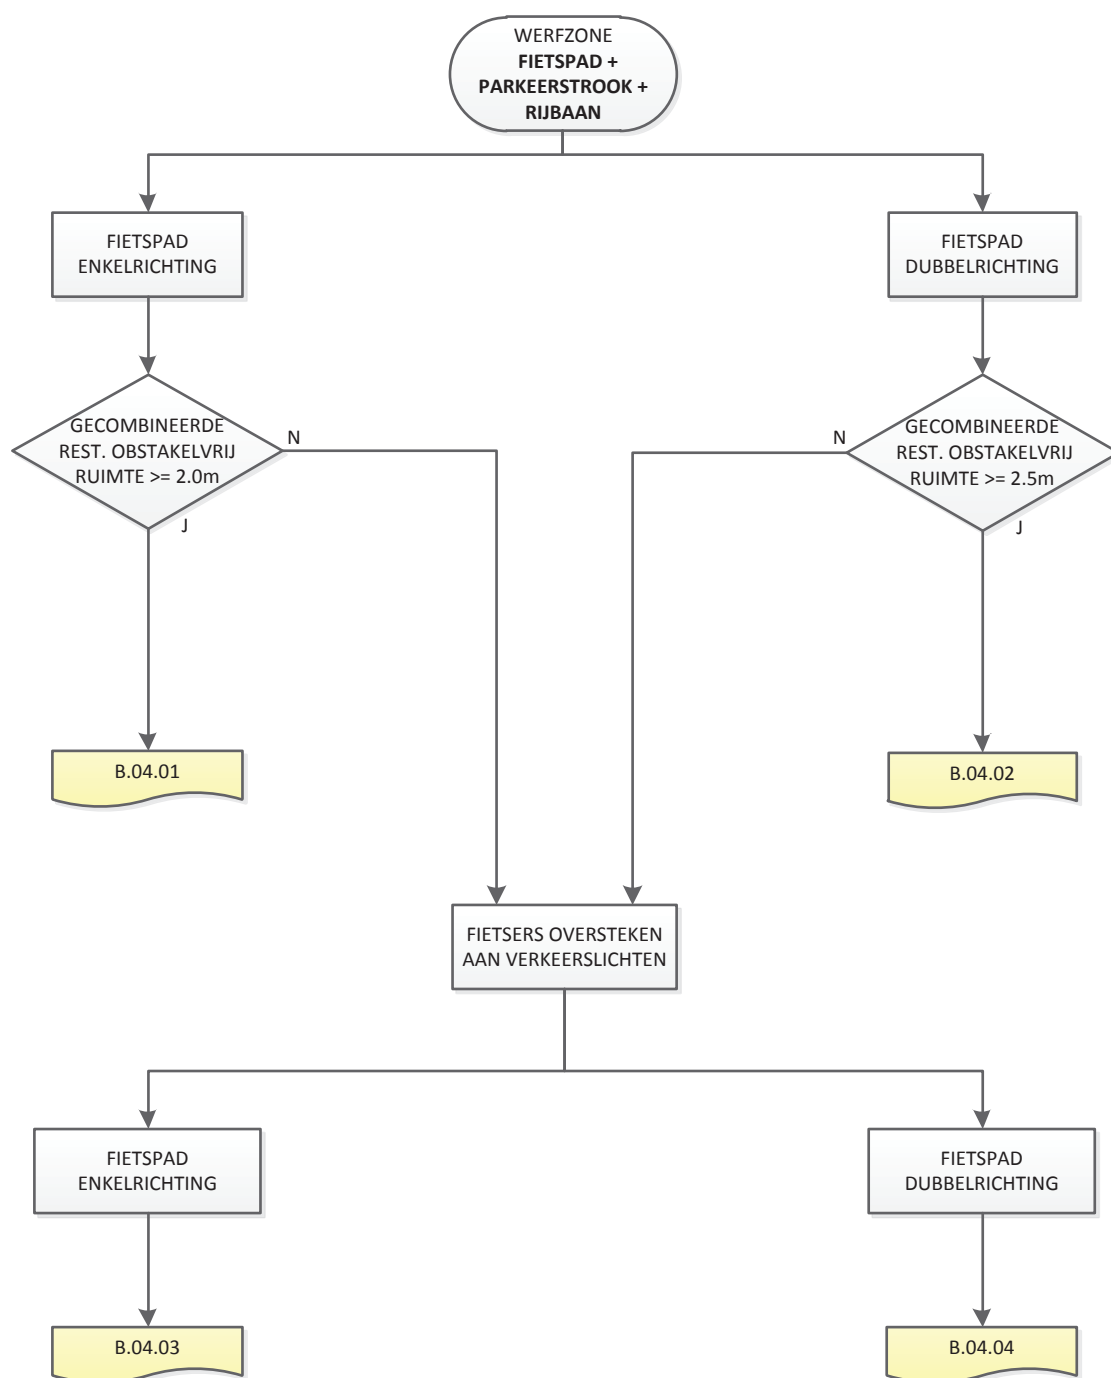 WERFZONE
FIETSPAD +
PARKEERSTROOK +
RIJBAAN
FIETSPAD
ENKELRICHTING
FIETSPAD
DUBBELRICHTING
GECOMBINEERDE
REST. OBSTAKELVRIJ
RUIMTE >= 2.0m
N
J
N
GECOMBINEERDE
REST. OBSTAKELVRIJ
RUIMTE >= 2.5m
J
B.04.01
B.04.02
FIETSERS OVERSTEKEN
AAN VERKEERSLICHTEN
FIETSPAD
ENKELRICHTING
FIETSPAD
DUBBELRICHTING
B.04.03
B.04.04